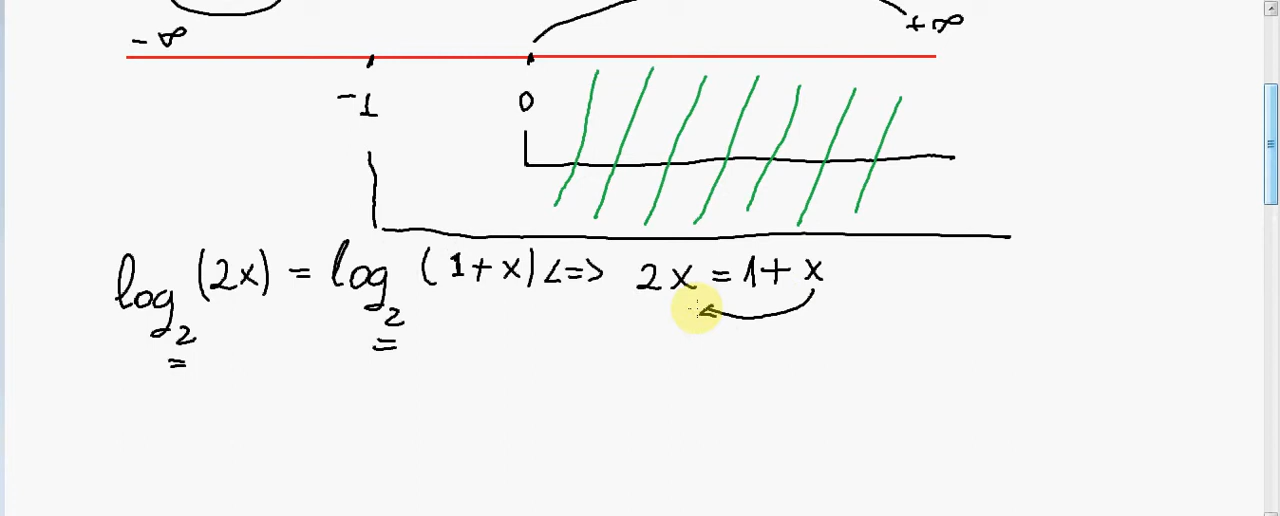 -∞ +∞
-1 0
log₂(2x) = log₂(1+x) <=> 2x = 1+x
= =